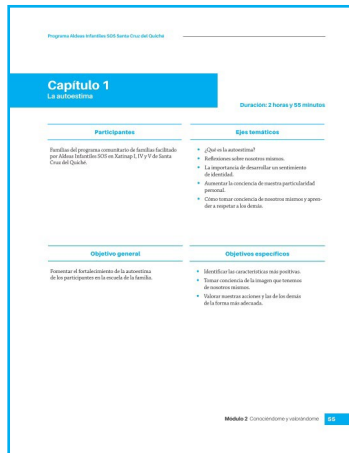 Programa Aldeas Infantiles SOS Santa Cruz del Quiché
Capítulo 1
La autoestima
Duración: 2 horas y 55 minutos
Participantes
Familias del programa comunitario de familias facilitado
por Aldeas Infantiles SOS en Xatinap I, IV y V de Santa
Cruz del Quiché.
Ejes temáticos
• ¿Qué es la autoestima?
• Reflexiones sobre nosotros mismos.
• La importancia de desarrollar un sentimiento
de identidad.
• Aumentar la conciencia de nuestra particularidad
personal.
• Cómo tomar conciencia de nosotros mismos y apren-
der a respetar a los demás.
Objetivo general
Fomentar el fortalecimiento de la autoestima
de los participantes en la escuela de la familia.
Objetivos específicos
• Identificar las características más positivas.
• Tomar conciencia de la imagen que tenemos
de nosotros mismos.
• Valorar nuestras acciones y las de los demás
de la forma más adecuada.
Módulo 2 Conociéndome y valorándome 55